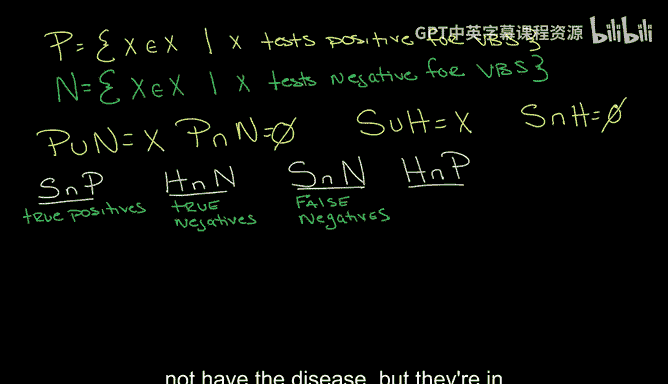 GPT中英字幕课程资源 bilibili
P={ x ∈ X | x tests positive for VBS}
N={ x ∈ X | x tests negative for VBS}
P∪N=X P∩N=∅ S∪H=X S∩H=∅
S∩P H∩N S∩N H∩P
true positives TRUE Negatives FALSE Negatives
not have the disease, but they're in